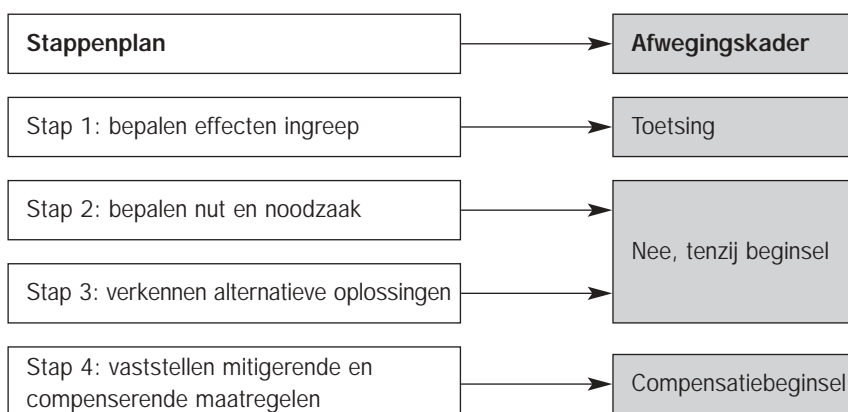 Stappenplan
Afwegingskader
Stap 1: bepalen effecten ingreep
Toetsing
Stap 2: bepalen nut en noodzaak
Nee, tenzij beginsel
Stap 3: verkennen alternatieve oplossingen
Stap 4: vaststellen mitigerende en
compenserende maatregelen
Compensatiebeginsel